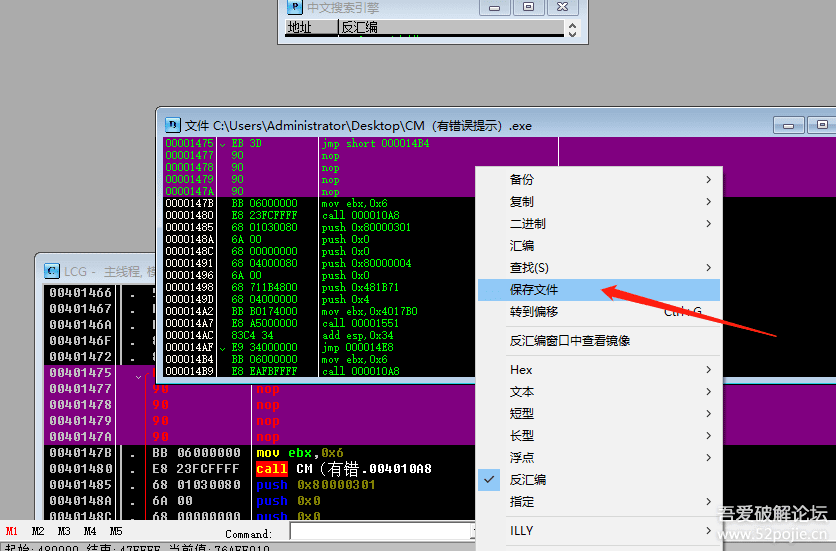 中文搜索引擎
地址 反汇编
文件 C:\Users\Administrator\Desktop\CM（有错误提示）.exe
00001475 EB 3D jmp short 000014B4
00001477 90 nop
00001478 90 nop
00001479 90 nop
0000147A 90 nop
0000147B BB 06000000 mov ebx,0x6
00001480 E8 23FCFFFF call 000010A8
00001485 68 01030080 push 0x80000301
0000148A 6A 00 push 0x0
0000148C 68 00000000 push 0x0
00001491 68 04000080 push 0x80000004
00001496 6A 00 push 0x0
00001498 68 711B4800 push 0x481B71
0000149D 68 04000000 push 0x4
000014A2 BB B0174000 mov ebx,0x4017B0
000014A7 E8 A5000000 call 00001551
000014AC 83C4 34 add esp,0x34
000014AF E9 34000000 jmp 000014E8
000014B4 BB 06000000 mov ebx,0x6
000014B9 E8 EAFBFFFF call 000010A8
备份
复制
二进制
汇编
查找(S)
保存文件
转到偏移 Ctrl+G
反汇编窗口中查看镜像
Hex
文本
短型
长型
浮点
反汇编
指定
ILLY
LCG - 主线程, 模
00401466
00401467
0040146A
0040146F
00401472
00401475
00401477 90 nop
00401478 90 nop
00401479 90 nop
0040147A 90 nop
0040147B BB 06000000 mov ebx,0x6
00401480 E8 23FCFFFF call CM（有错.004010A8
00401485 68 01030080 push 0x80000301
0040148A 6A 00 push 0x0
0040148C 68 00000000 push 0x0
M1 M2 M3 M4 M5 Command:
起始:480000 结束:47FFFF 当前值:76AEE010
吾爱破解论坛
www.52pojie.cn